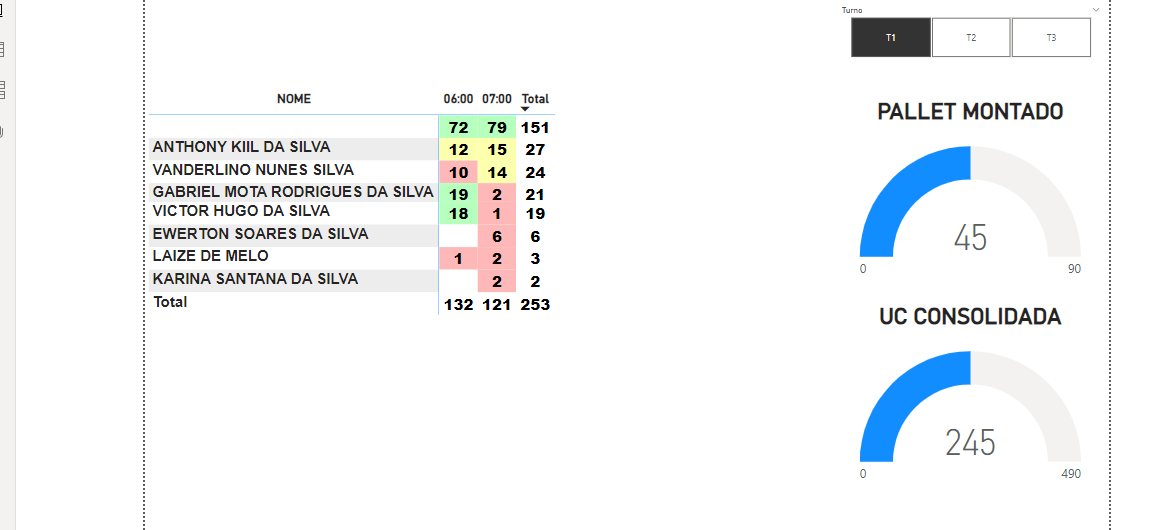 Turno
T1 T2 T3
NOME 06:00 07:00 Total
72 79 151
ANTHONY KIIL DA SILVA 12 15 27
VANDERLINO NUNES SILVA 10 14 24
GABRIEL MOTA RODRIGUES DA SILVA 19 2 21
VICTOR HUGO DA SILVA 18 1 19
EWERTON SOARES DA SILVA 6 6
LAIZE DE MELO 1 2 3
KARINA SANTANA DA SILVA 2 2
Total 132 121 253
PALLET MONTADO
45
0 90
UC CONSOLIDADA
245
0 490